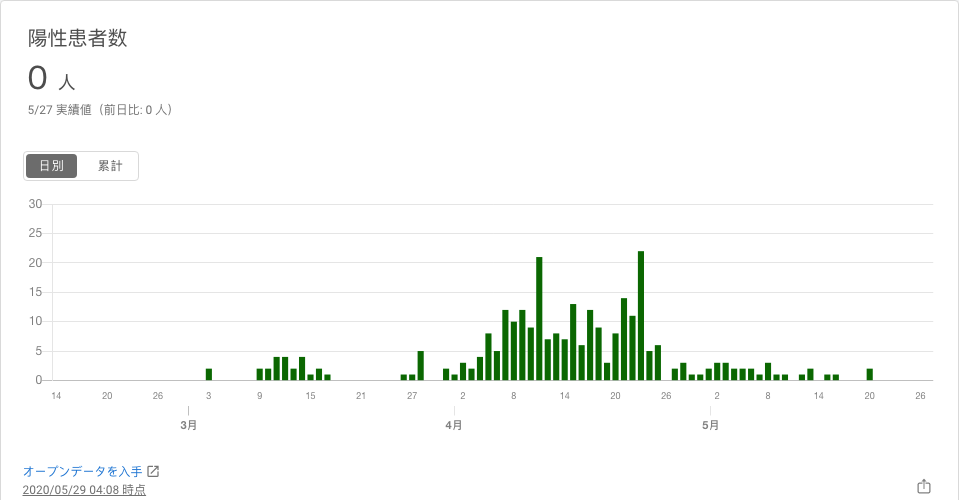 陽性患者数
0 人
5/27 実績値（前日比: 0 人）
日別 累計
30
25
20
15
10
5
0
14 20 26 3 9 15 21 27 2 8 14 20 26 2 8 14 20 26
3月 4月 5月
オープンデータを入手
2020/05/29 04:08 時点